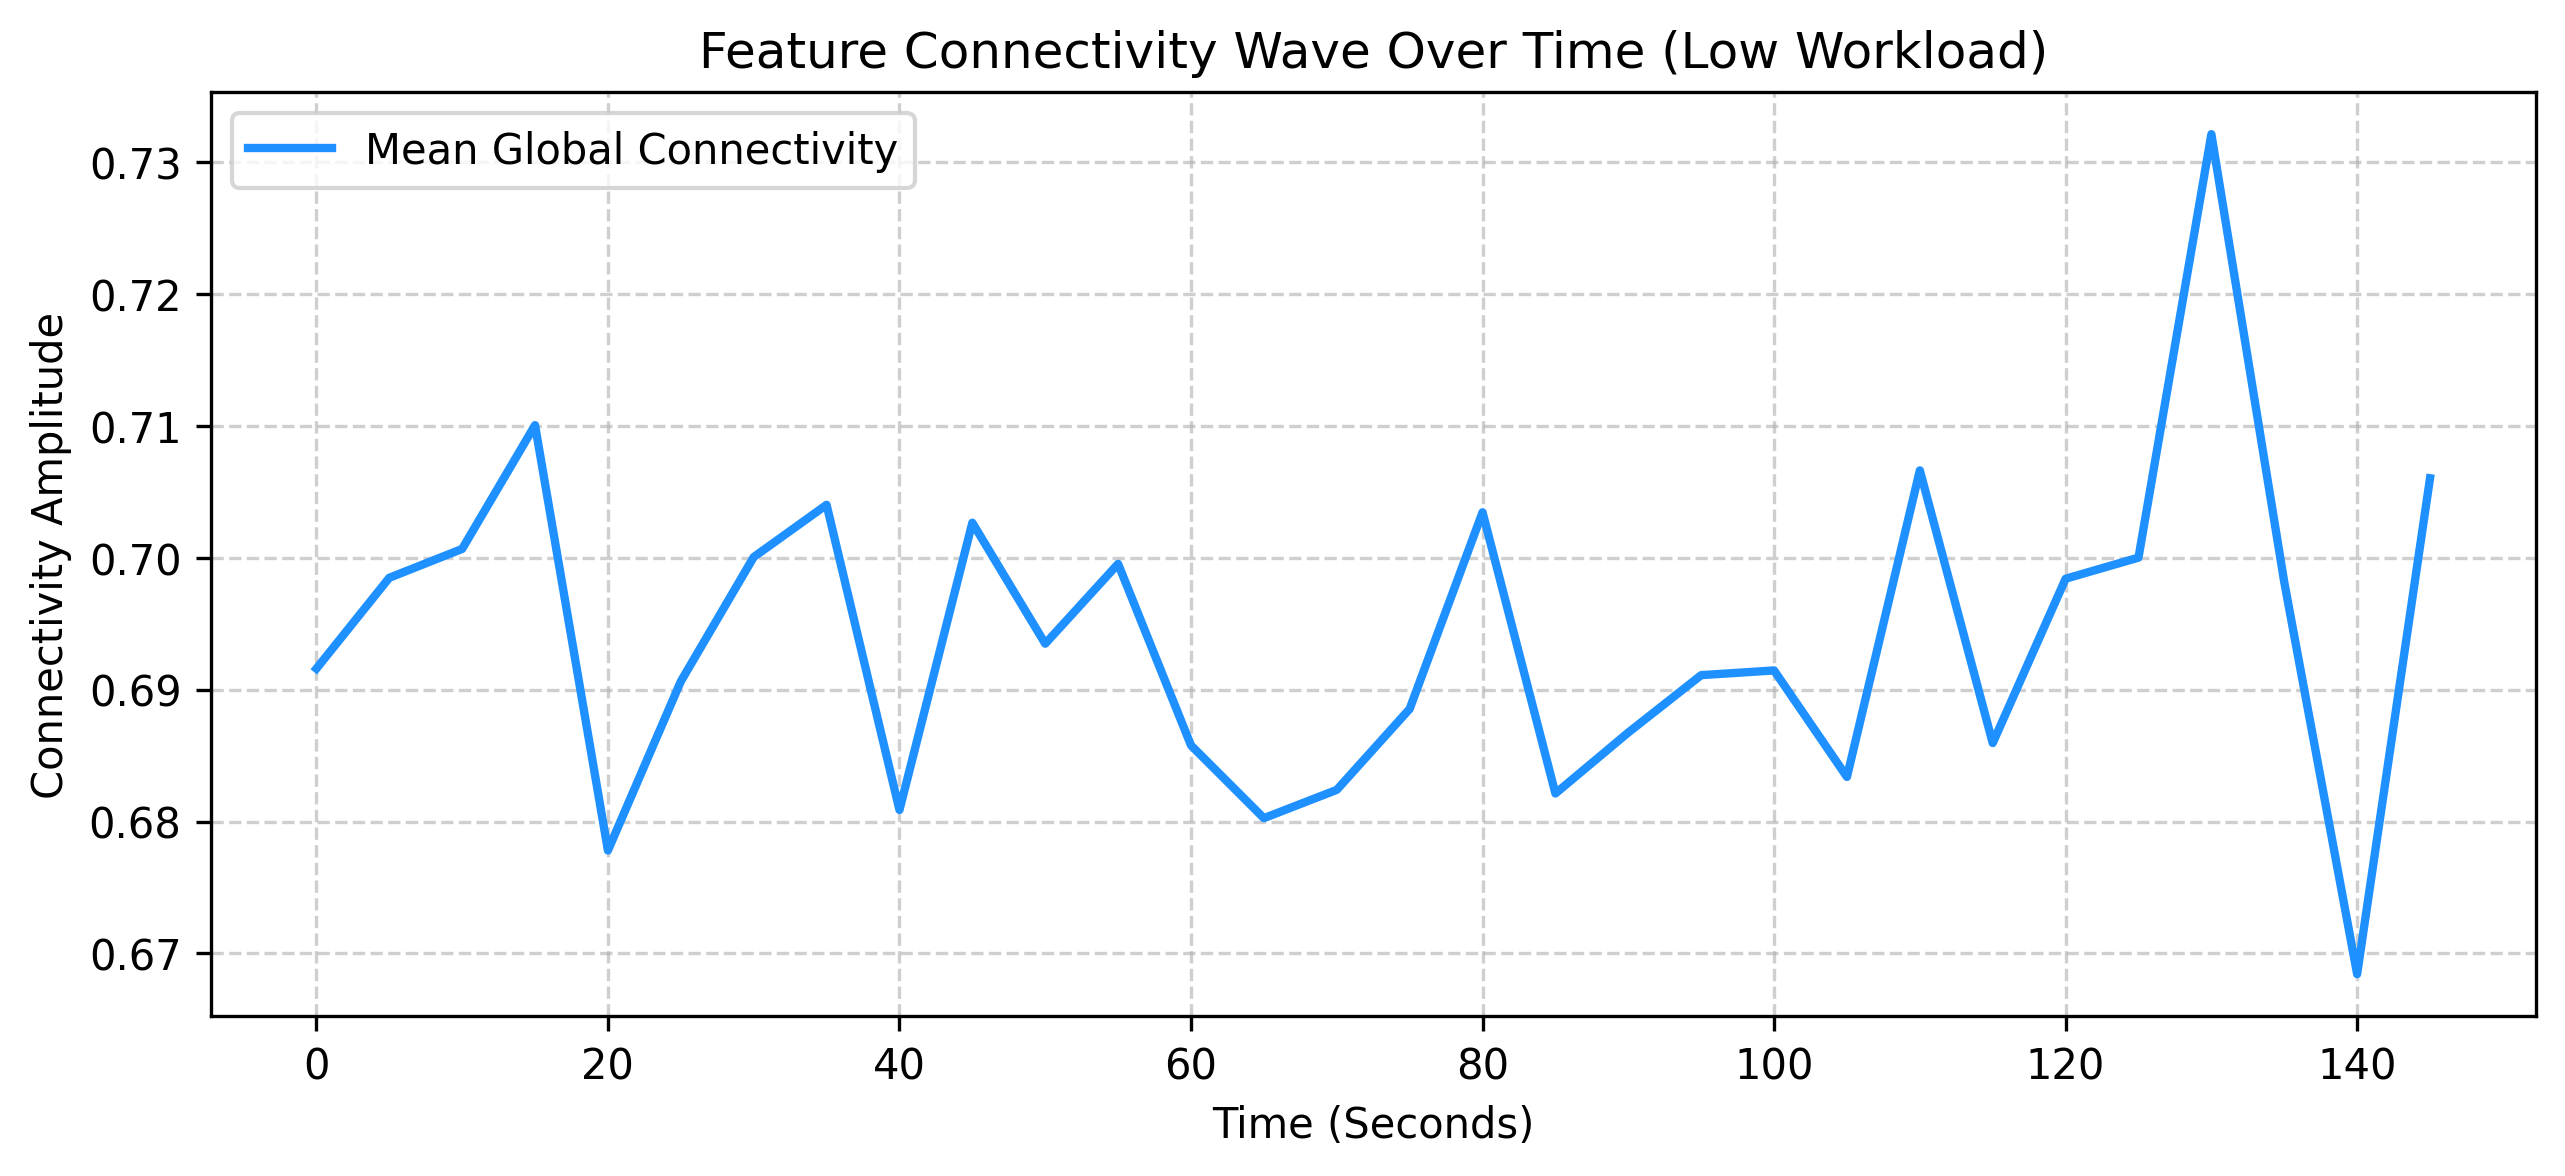 Feature Connectivity Wave Over Time (Low Workload)
Mean Global Connectivity
Connectivity Amplitude
0.73
0.72
0.71
0.70
0.69
0.68
0.67
0 20 40 60 80 100 120 140
Time (Seconds)